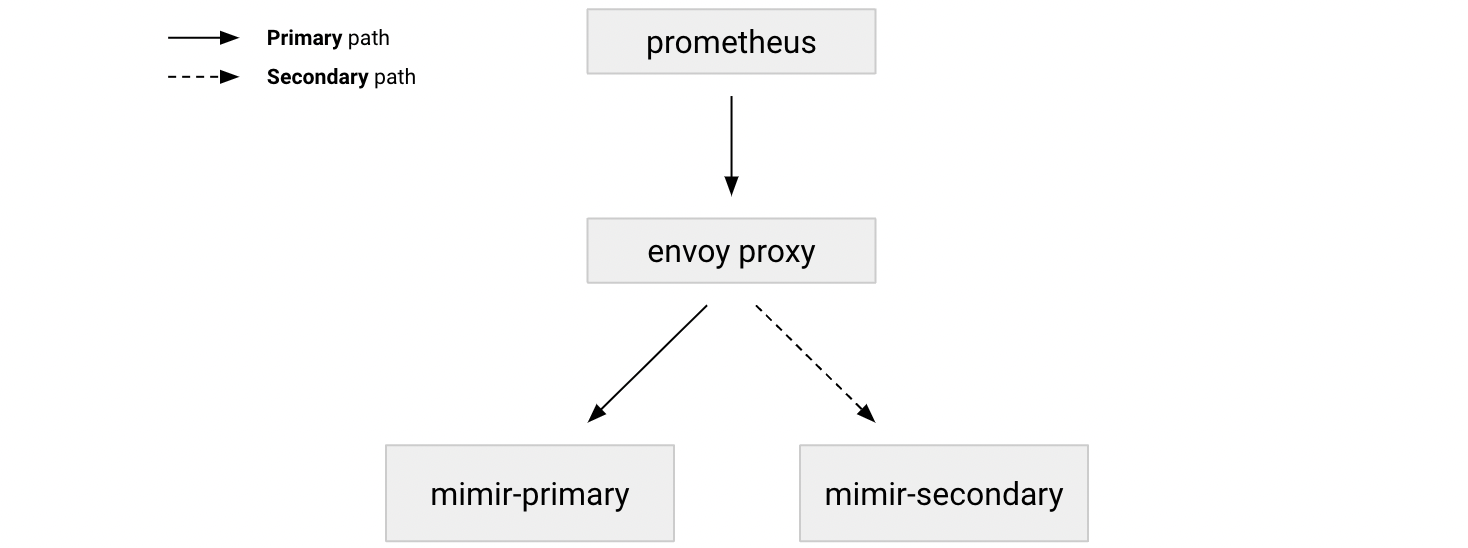 Primary path
Secondary path
prometheus
envoy proxy
mimir-primary
mimir-secondary